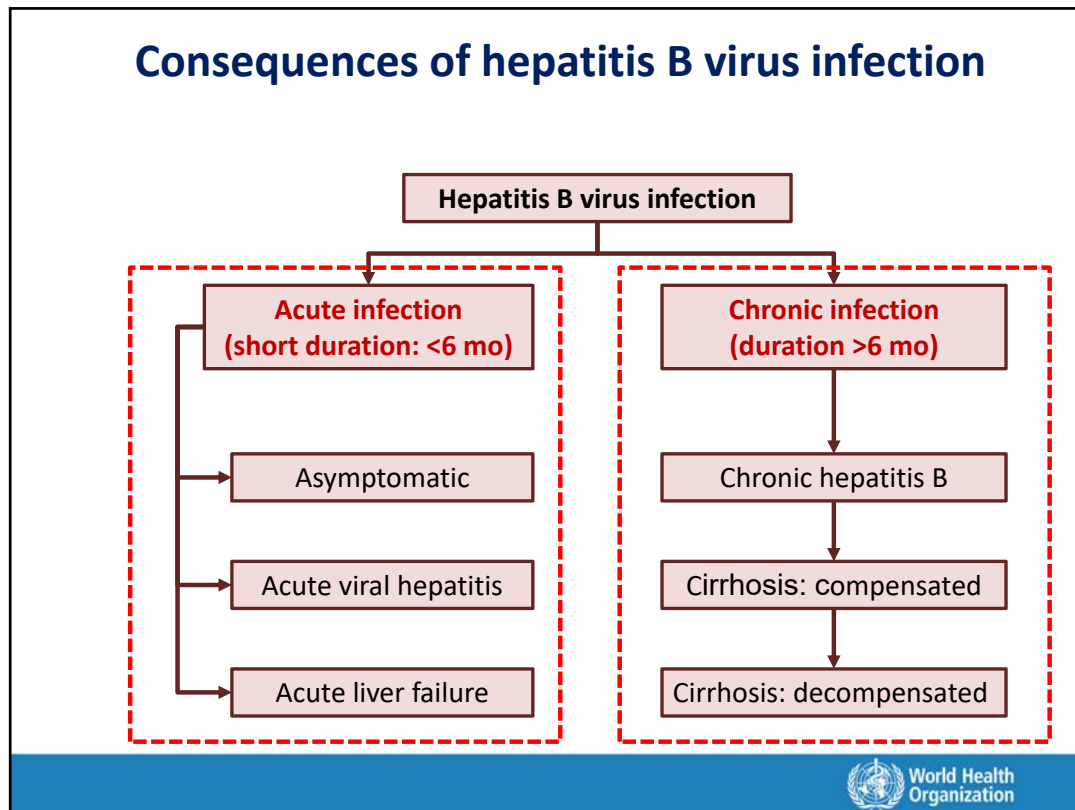 Consequences of hepatitis B virus infection
Hepatitis B virus infection
Acute infection
(short duration: <6 mo)
Asymptomatic
Acute viral hepatitis
Acute liver failure
Chronic infection
(duration >6 mo)
Chronic hepatitis B
Cirrhosis: compensated
Cirrhosis: decompensated
World Health
Organization